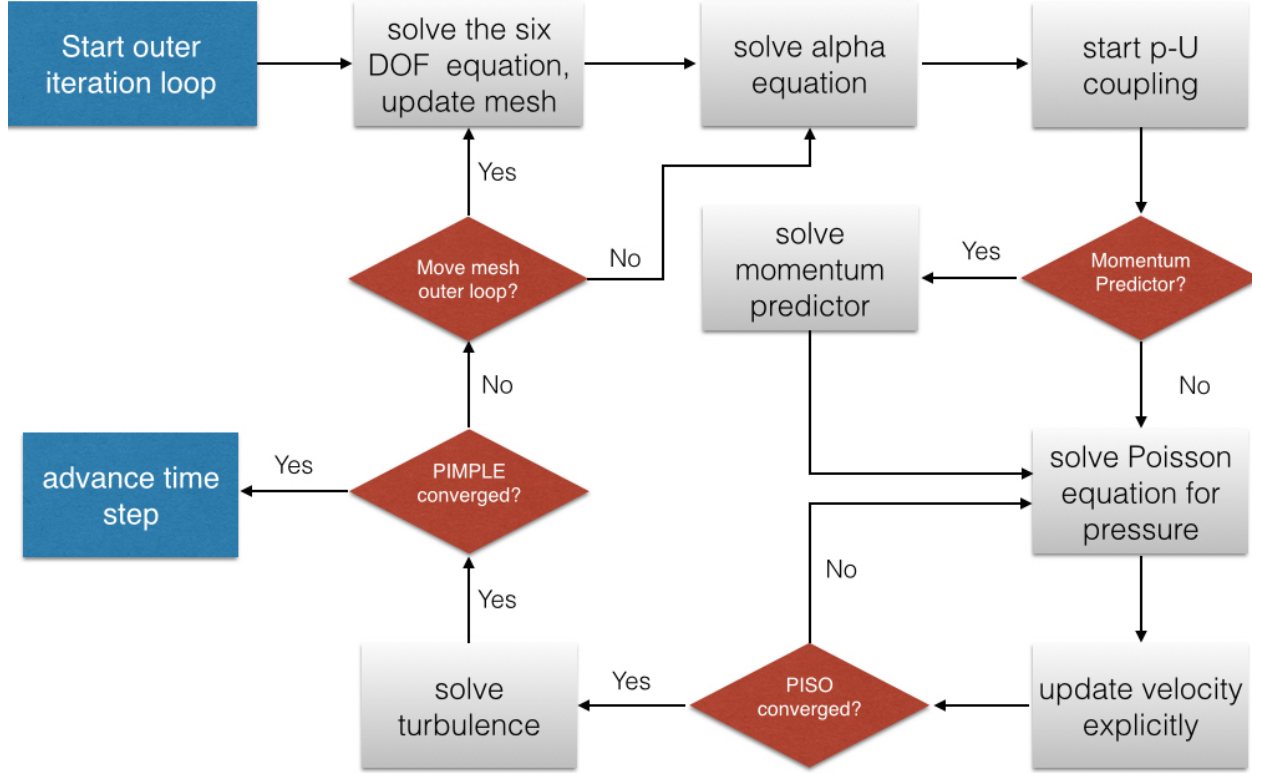 Start outer
iteration loop
solve the six
DOF equation,
update mesh
solve alpha
equation
start p-U
coupling
Yes
Move mesh
outer loop?
No
solve
momentum
predictor
Yes
Momentum
Predictor?
No
No
advance time
step
Yes
PIMPLE
converged?
solve Poisson
equation for
pressure
No
Yes
solve
turbulence
Yes
PISO
converged?
update velocity
explicitly